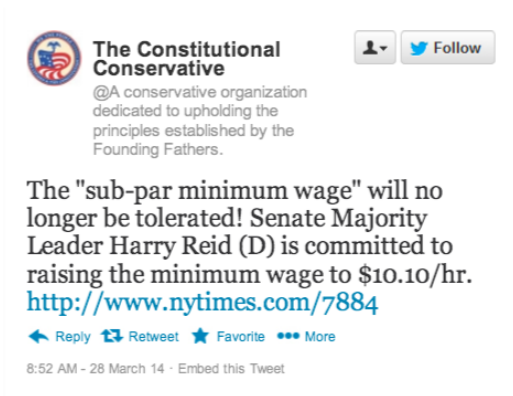 The Constitutional
Conservative
Follow
@A conservative organization
dedicated to upholding the
principles established by the
Founding Fathers.
The "sub-par minimum wage" will no
longer be tolerated! Senate Majority
Leader Harry Reid (D) is committed to
raising the minimum wage to $10.10/hr.
http://www.nytimes.com/7884
Reply Retweet Favorite More
8:52 AM - 28 March 14 · Embed this Tweet